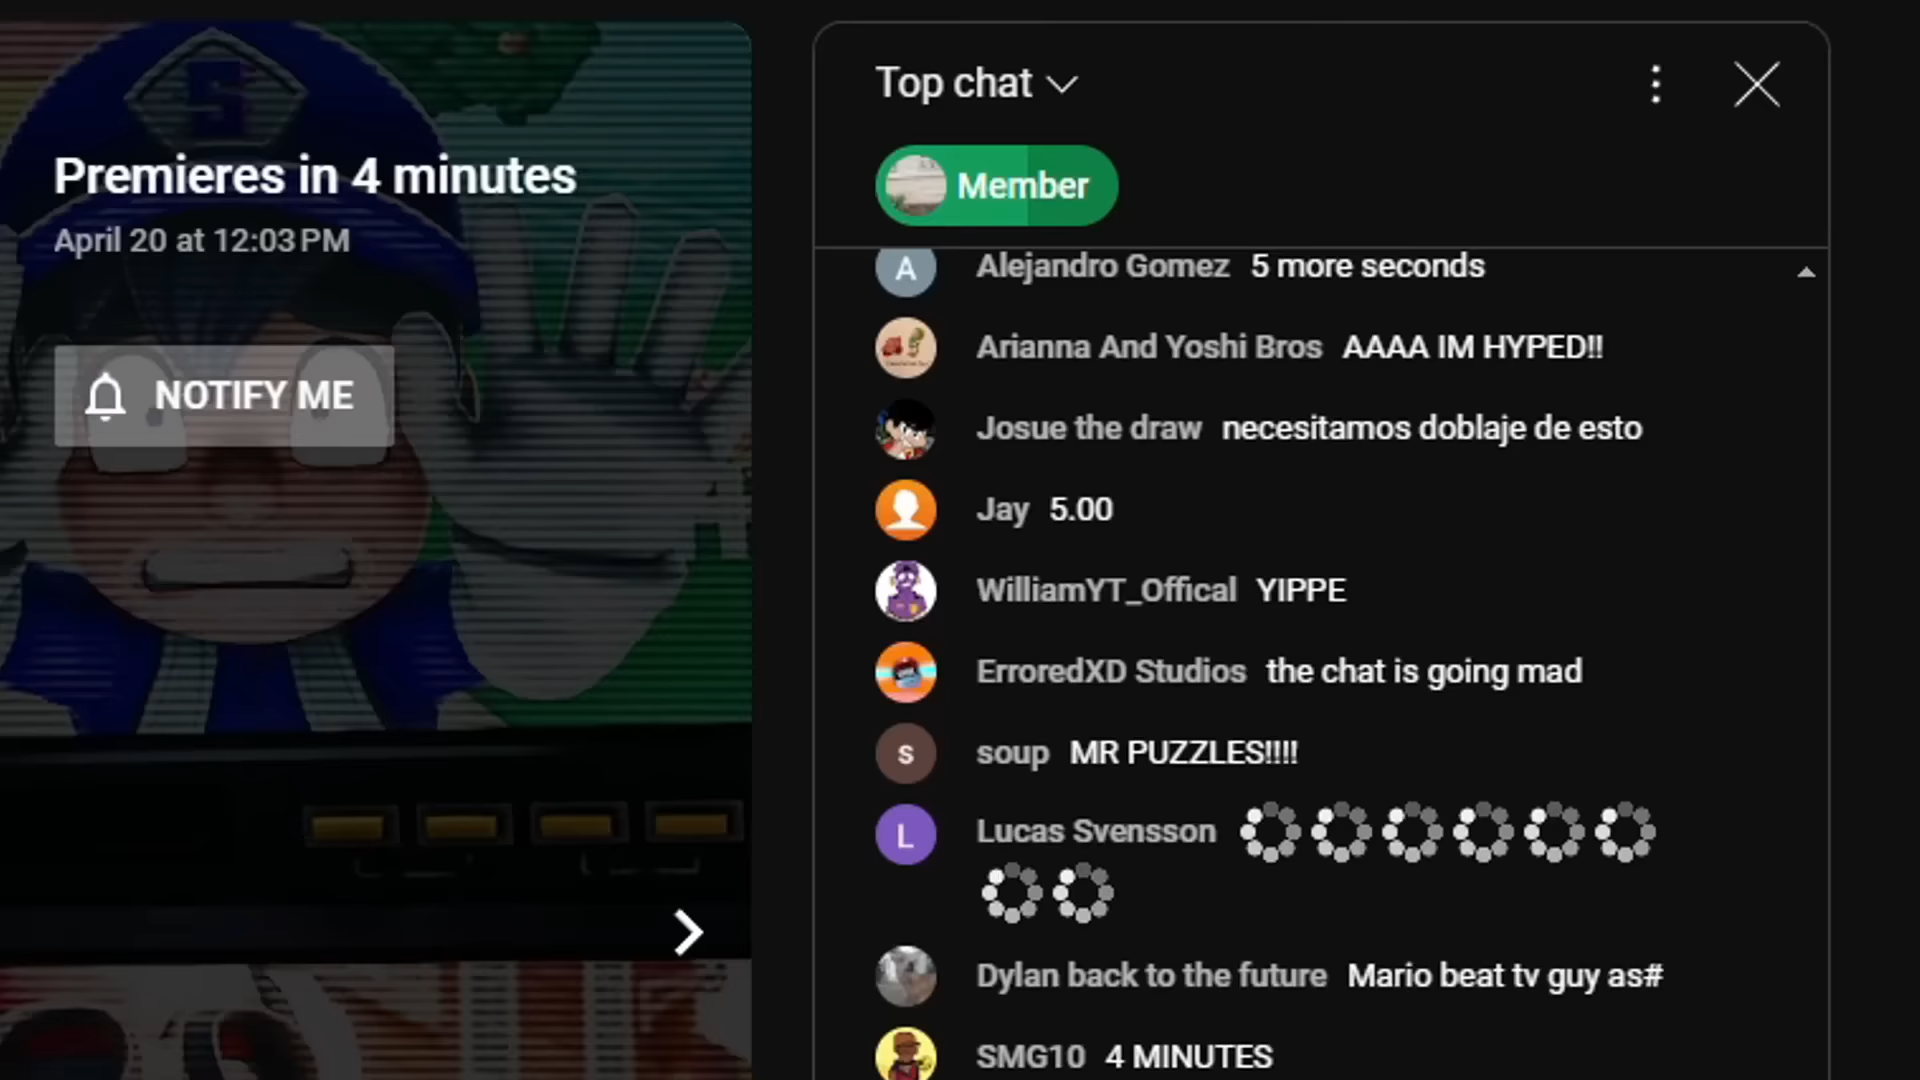 S
Premieres in 4 minutes
April 20 at 12:03 PM
NOTIFY ME
Top chat
Member
A Alejandro Gomez 5 more seconds
Arianna And Yoshi Bros AAAA IM HYPED!!
Josue the draw necesitamos doblaje de esto
Jay 5.00
WilliamYT_Offical YIPPE
ErroredXD Studios the chat is going mad
s soup MR PUZZLES!!!!
L Lucas Svensson
Dylan back to the future Mario beat tv guy as#
SMG10 4 MINUTES